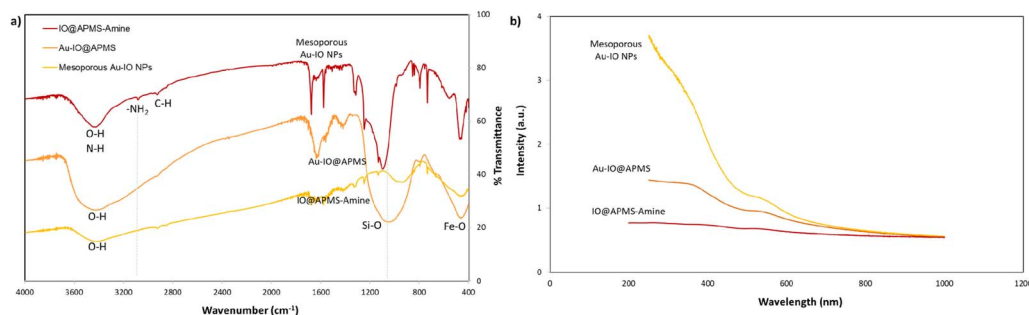 a)
IO@APMS-Amine
Au-IO@APMS
Mesoporous Au-IO NPs
Mesoporous
Au-IO NPs
-NH2
C-H
O-H
N-H
Au-IO@APMS
O-H
IO@APMS-Amine
O-H
Si-O
Fe-O
100
80
60
40
20
0
% Transmittance
4000
3600
3200
2800
2400
2000
1600
1200
800
400
Wavenumber (cm-1)
b)
Mesoporous
Au-IO NPs
Au-IO@APMS
IO@APMS-Amine
4
3
2
1
0
Intensity (a.u.)
0
200
400
600
800
1000
1200
Wavelength (nm)